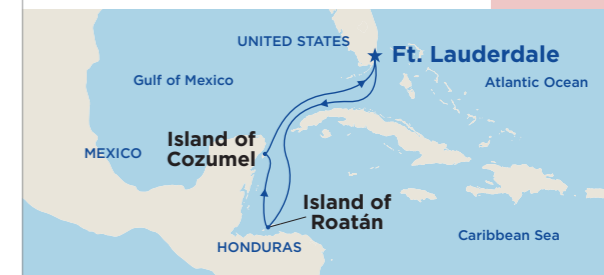 UNITED STATES
Ft. Lauderdale
Gulf of Mexico
Atlantic Ocean
Island of
Cozumel
MEXICO
Island of
Roatán
HONDURAS
Caribbean Sea